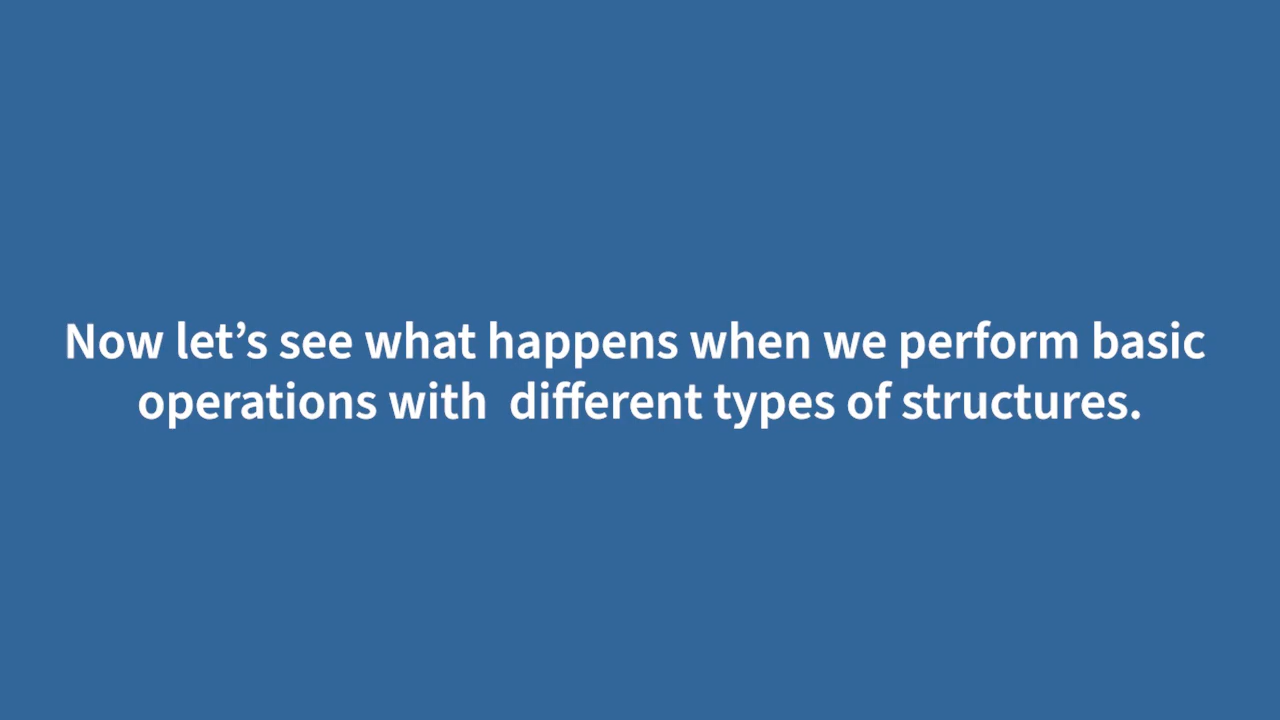 Now let’s see what happens when we perform basic
operations with  different types of structures.